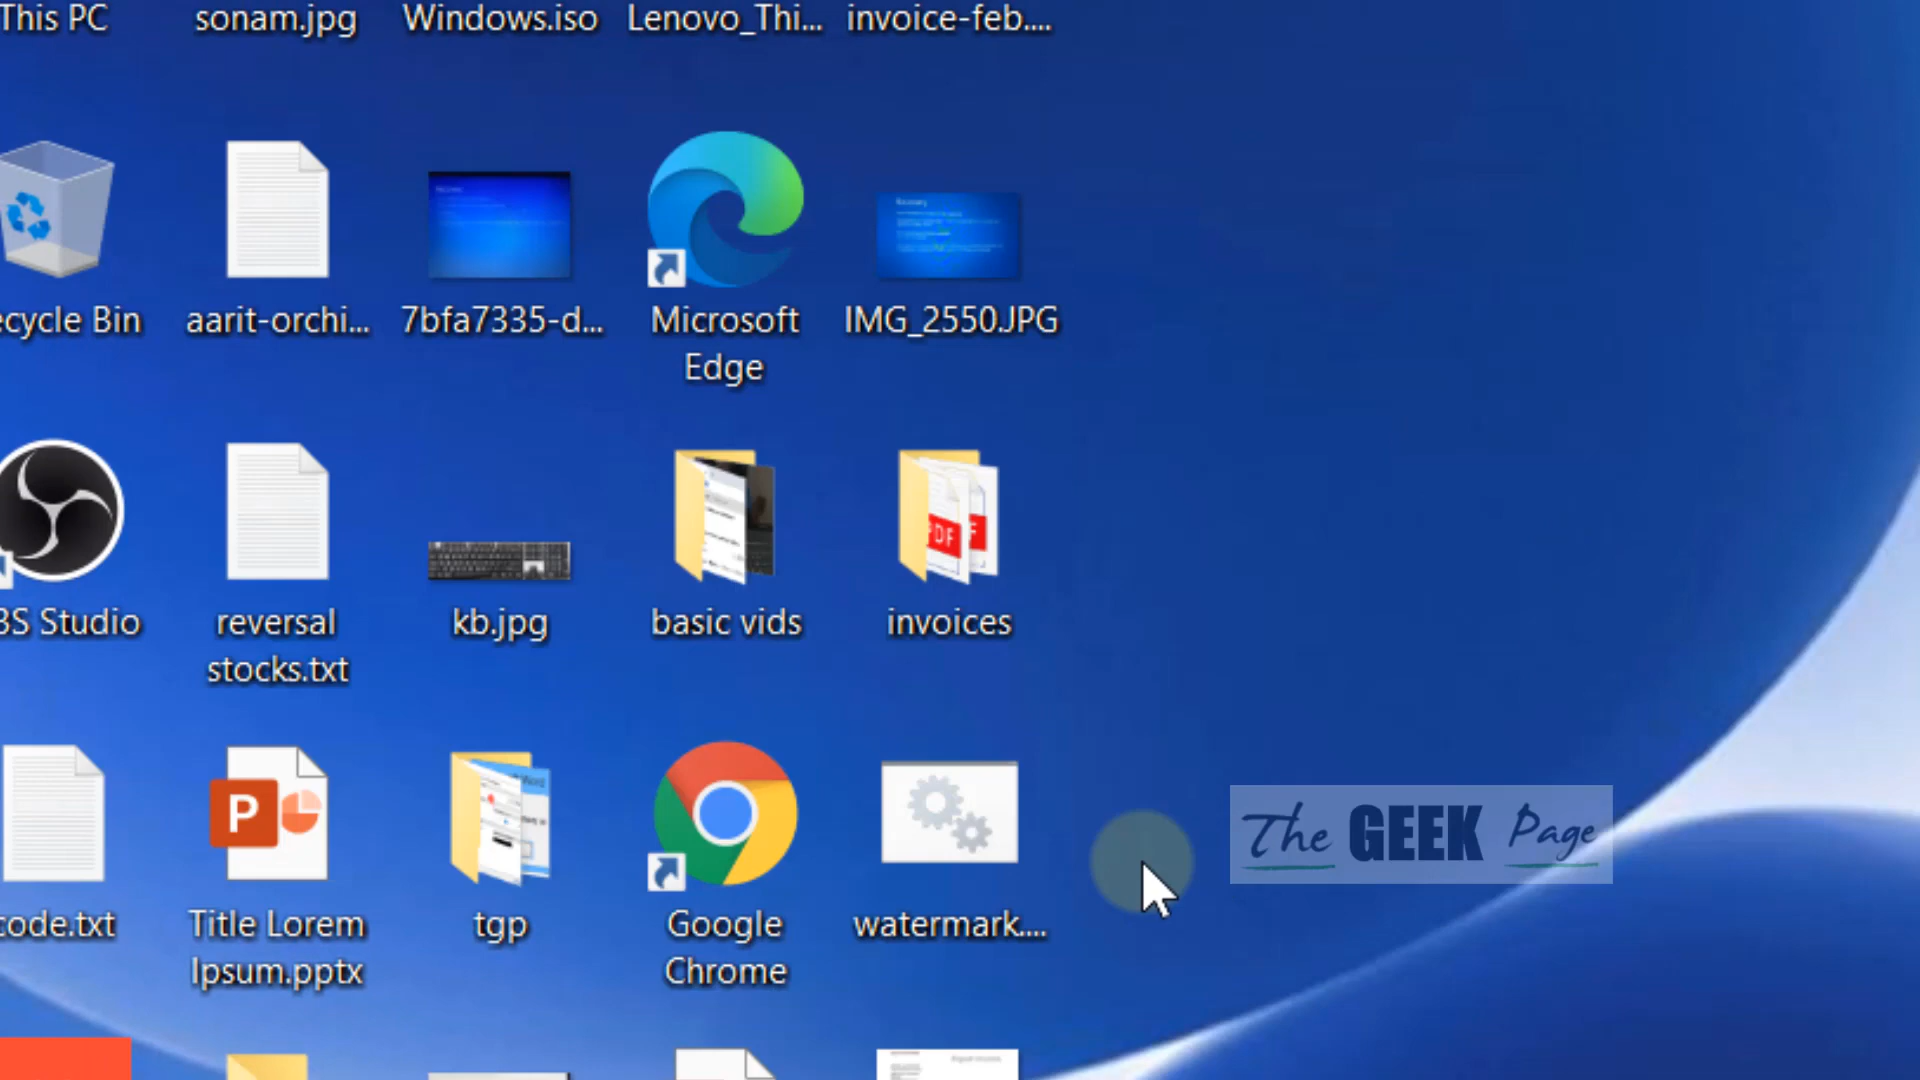 This PC
sonam.jpg
Windows.iso
Lenovo_Thi...
invoice-feb....
ecycle Bin
aarit-orchi...
7bfa7335-d...
Microsoft
Edge
IMG_2550.JPG
BS Studio
reversal
stocks.txt
kb.jpg
basic vids
invoices
PDF
F
code.txt
P
Title Lorem
Ipsum.pptx
tgp
Google
Chrome
watermark....
The GEEK Page